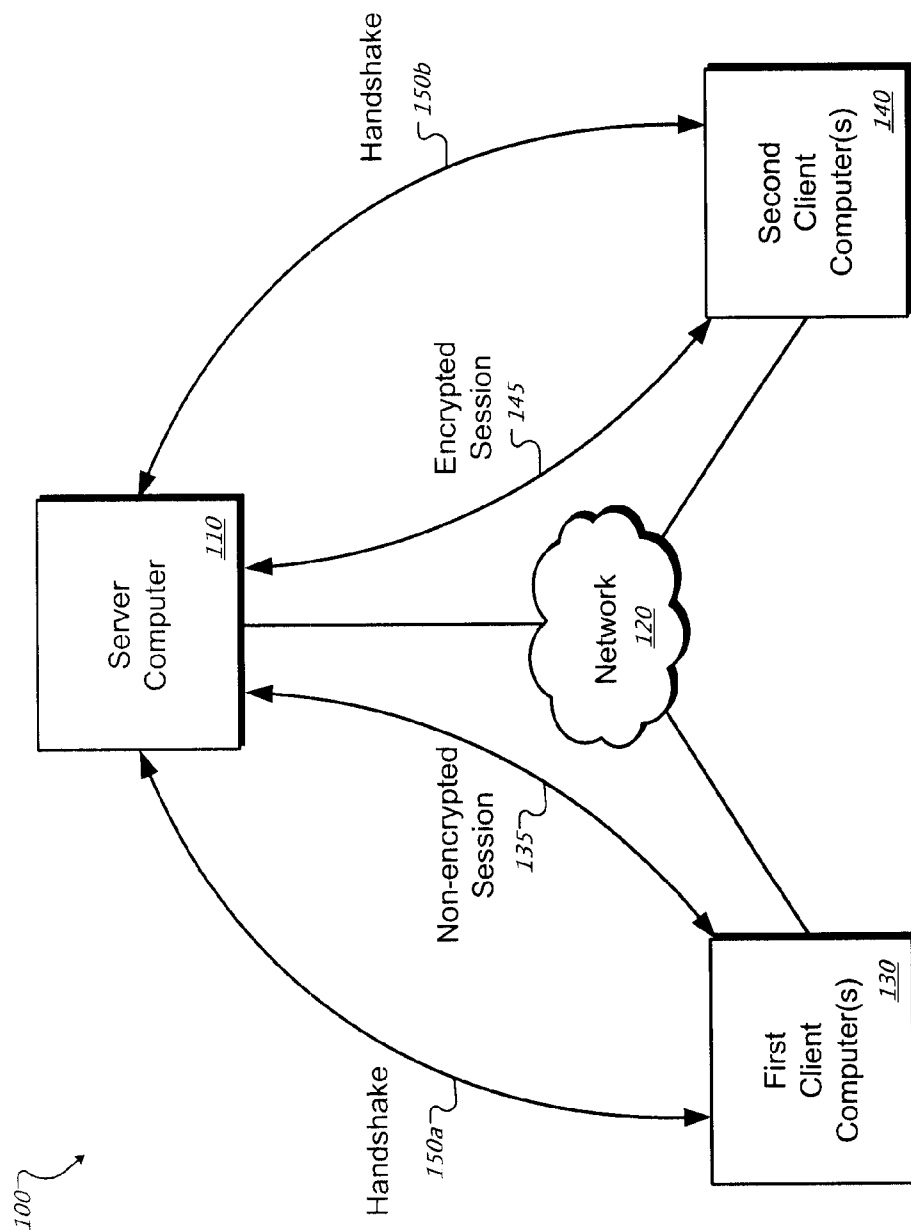 100
Server
Computer
110
Handshake
150a
Non-encrypted
Session
135
Encrypted
Session
145
Handshake
150b
Network
120
First
Client
Computer(s)
130
Second
Client
Computer(s)
140